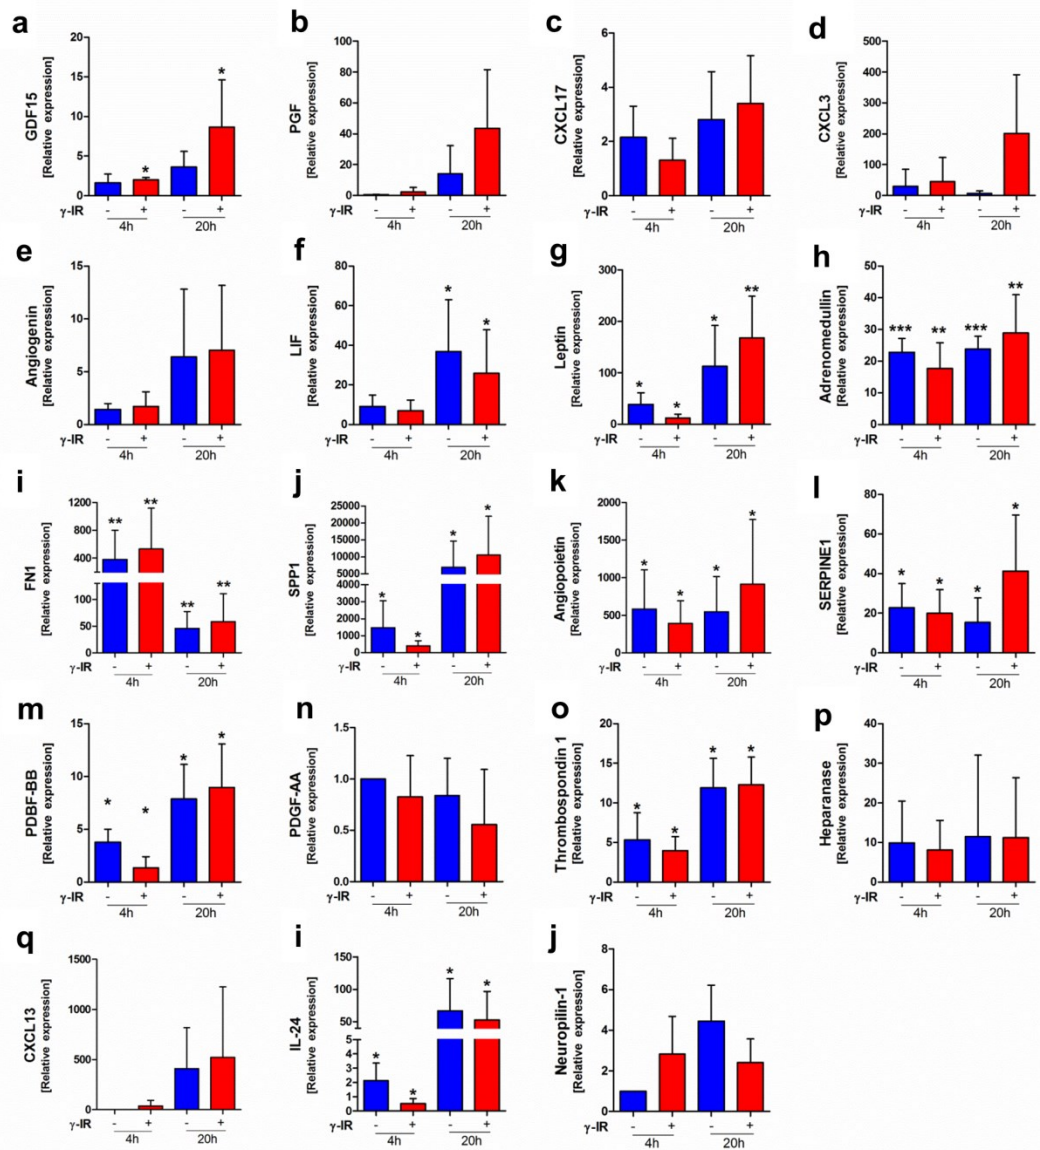 a
GDF15
[Relative expression]
20
15
10
5
0
*
*
γ-IR - + - +
4h 20h
b
PGF
[Relative expression]
100
80
60
40
20
0
γ-IR - + - +
4h 20h
c
CXCL17
[Relative expression]
6
4
2
0
γ-IR - + - +
4h 20h
d
CXCL3
[Relative expression]
500
400
300
200
100
0
γ-IR - + - +
4h 20h
e
Angiogenin
[Relative expression]
15
10
5
0
γ-IR - + - +
4h 20h
f
LIF
[Relative expression]
80
60
40
20
0
* *
γ-IR - + - +
4h 20h
g
Leptin
[Relative expression]
300
200
100
0
* * * **
γ-IR - + - +
4h 20h
h
Adrenomedullin
[Relative expression]
50
40
30
20
10
0
*** ** *** **
γ-IR - + - +
4h 20h
i
FN1
[Relative expression]
1200
800
400
100
50
0
** ** ** **
γ-IR - + - +
4h 20h
j
SPP1
[Relative expression]
25000
20000
15000
10000
5000
4000
3000
2000
1000
0
* * * *
γ-IR - + - +
4h 20h
k
Angiopoietin
[Relative expression]
2000
1500
1000
500
0
* * * *
γ-IR - + - +
4h 20h
l
SERPINE1
[Relative expression]
80
60
40
20
0
* * * *
γ-IR - + - +
4h 20h
m
PDBF-BB
[Relative expression]
15
10
5
0
* * * *
γ-IR - + - +
4h 20h
n
PDGF-AA
[Relative expression]
1.5
1.0
0.5
0.0
γ-IR - + - +
4h 20h
o
Thrombospondin 1
[Relative expression]
20
15
10
5
0
* * * *
γ-IR - + - +
4h 20h
p
Heparanase
[Relative expression]
40
30
20
10
0
γ-IR - + - +
4h 20h
q
CXCL13
[Relative expression]
1500
1000
500
0
γ-IR - + - +
4h 20h
i
IL-24
[Relative expression]
150
100
50
5
4
3
2
1
0
* * * *
γ-IR - + - +
4h 20h
j
Neuropilin-1
[Relative expression]
8
6
4
2
0
γ-IR - + - +
4h 20h